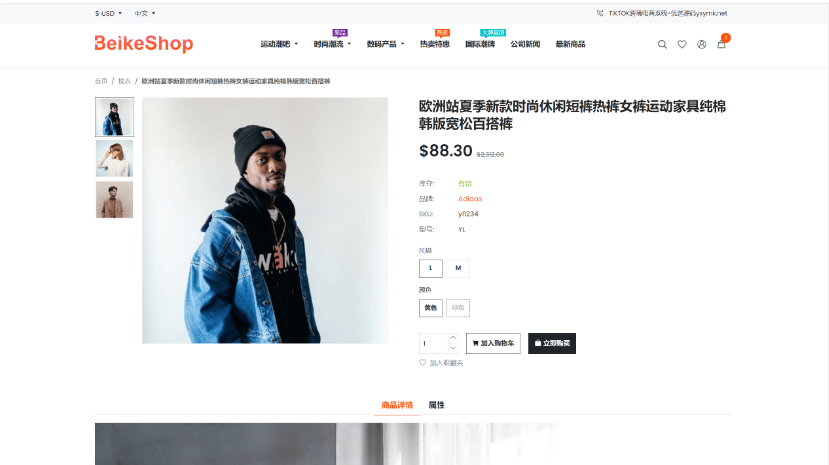 $ USD 中文 TIKTOK跨境电商系统-优选源码yxymk.net
BeikeShop
新品 热卖 大牌直销
运动潮吧 时尚潮流 数码产品 热卖特惠 国际潮牌 公司新闻 最新商品 1
首页 / 梳衣 / 欧洲站夏季新款时尚休闲短裤热裤女裤运动家具纯棉韩版宽松百搭裤
欧洲站夏季新款时尚休闲短裤热裤女裤运动家具纯棉
韩版宽松百搭裤
$88.30 $2,312.00
库存: 有货
品牌: Adidas
SKU: yl1234
型号: YL
尺码
L M
颜色
黄色 绿色
1 加入购物车 立即购买
加入收藏夹
商品详情 属性